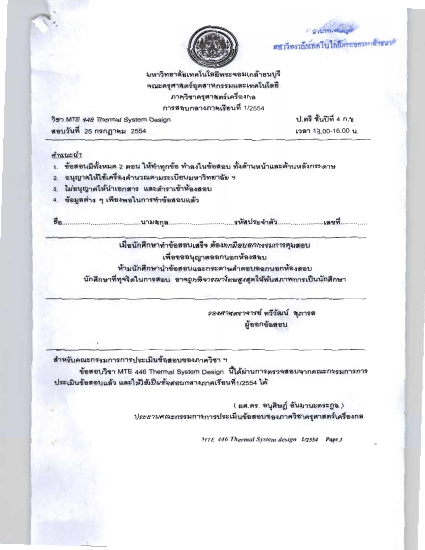 มหาวิทยาลัยเทคโนโลยีพระจอมเกล้าธนบุรี
คณะครุศาสตร์อุตสาหกรรมและเทคโนโลยี
ภาควิชาครุศาสตร์เครื่องกล
การสอบกลางภาคเรียนที่ 1/2554
วิชา MTE 446 Thermal System Design ป.ตรี ชั้นปีที่ 4 ก,ข
สอบวันที่ 25 กรกฎาคม 2554 เวลา 13.00-16.00 น.
คำแนะนำ
1. ข้อสอบมีทั้งหมด 2 ตอน ให้ทำทุกข้อ ทำลงในข้อสอบ ทั้งด้านหน้าและด้านหลังกระดาษ
2. อนุญาตให้ใช้เครื่องคำนวณตามระเบียบมหาวิทยาลัย ฯ
3. ไม่อนุญาตให้นำเอกสาร และตำราเข้าห้องสอบ
4. ข้อมูลต่าง ๆ เพียงพอในการทำข้อสอบแล้ว
ชื่อ..............................นามสกุล..............................รหัสประจำตัว......................เลขที่.................
เมื่อนักศึกษาทำข้อสอบเสร็จ ต้องยกมือบอกกรรมการคุมสอบ
เพื่อขออนุญาตออกนอกห้องสอบ
ห้ามนักศึกษานำข้อสอบและกระดาษคำตอบออกนอกห้องสอบ
นักศึกษาที่ทุจริตในการสอบ อาจถูกพิจารณาโทษสูงสุดให้พ้นสภาพการเป็นนักศึกษา
รองศาสตราจารย์ ทวีวัฒน์ สุภารส
ผู้ออกข้อสอบ
สำหรับคณะกรรมการการประเมินข้อสอบของภาควิชา ฯ
ข้อสอบวิชา MTE 446 Thermal System Design นี้ได้ผ่านการตรวจสอบจากคณะกรรมการการ
ประเมินข้อสอบแล้ว และให้ใช้เป็นข้อสอบกลางภาคเรียนที่1/2554 ได้
( ผศ.ดร. อนุศิษฏ์ อันมานะตระกูล )
ประธานคณะกรรมการการประเมินข้อสอบของภาควิชาครุศาสตร์เครื่องกล
MTE 446 Thermal System design 1/2554 Page 1